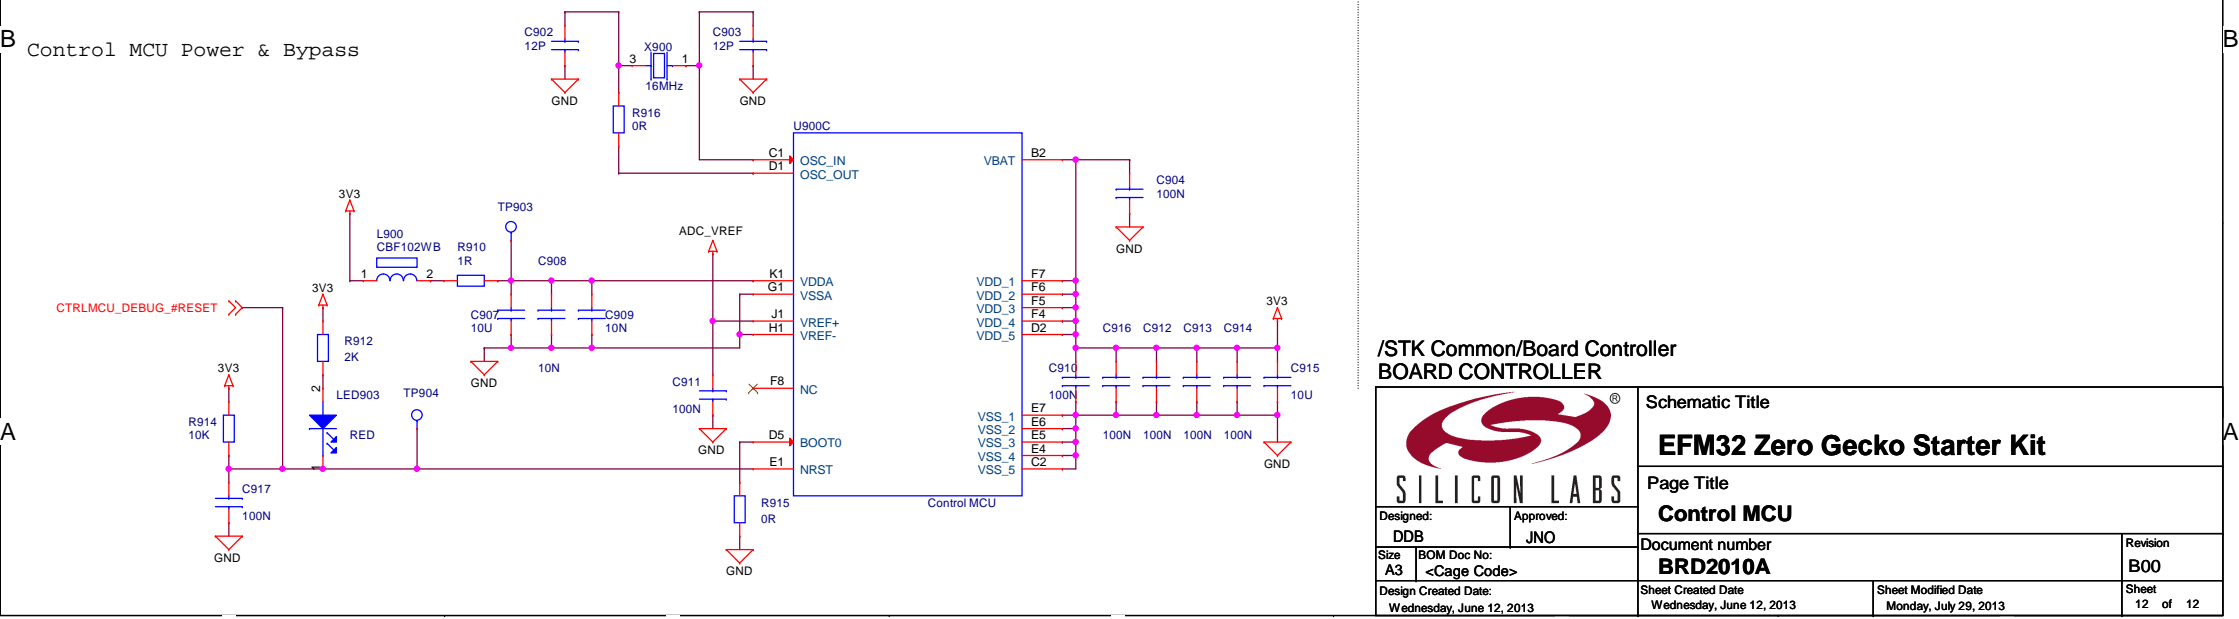 B
B
Control MCU Power & Bypass
C902
12P
GND
X900
3
1
16MHz
C903
12P
GND
R916
0R
U900C
C1
OSC_IN
D1
OSC_OUT
B2
VBAT
C904
100N
GND
3V3
L900
CBF102WB
1
2
R910
1R
TP903
C908
C907
10U
C909
10N
10N
GND
ADC_VREF
K1
VDDA
G1
VSSA
J1
VREF+
H1
VREF-
F8
NC
D5
BOOT0
E1
NRST
C911
100N
GND
R915
0R
GND
Control MCU
F7
VDD_1
F6
VDD_2
F5
VDD_3
F4
VDD_4
D2
VDD_5
E7
VSS_1
E6
VSS_2
E5
VSS_3
E4
VSS_4
C2
VSS_5
3V3
C916 C912 C913 C914
C910
100N
C915
10U
100N 100N 100N 100N
GND
CTRLMCU_DEBUG_#RESET
3V3
R912
2K
2
LED903
RED
1
TP904
3V3
R914
10K
C917
100N
GND
A
A
/STK Common/Board Controller
BOARD CONTROLLER
®
SILICON LABS
Schematic Title
EFM32 Zero Gecko Starter Kit
Page Title
Control MCU
Designed:
DDB
Approved:
JNO
Size
A3
BOM Doc No:
<Cage Code>
Document number
BRD2010A
Revision
B00
Design Created Date:
Wednesday, June 12, 2013
Sheet Created Date
Wednesday, June 12, 2013
Sheet Modified Date
Monday, July 29, 2013
Sheet
12 of 12